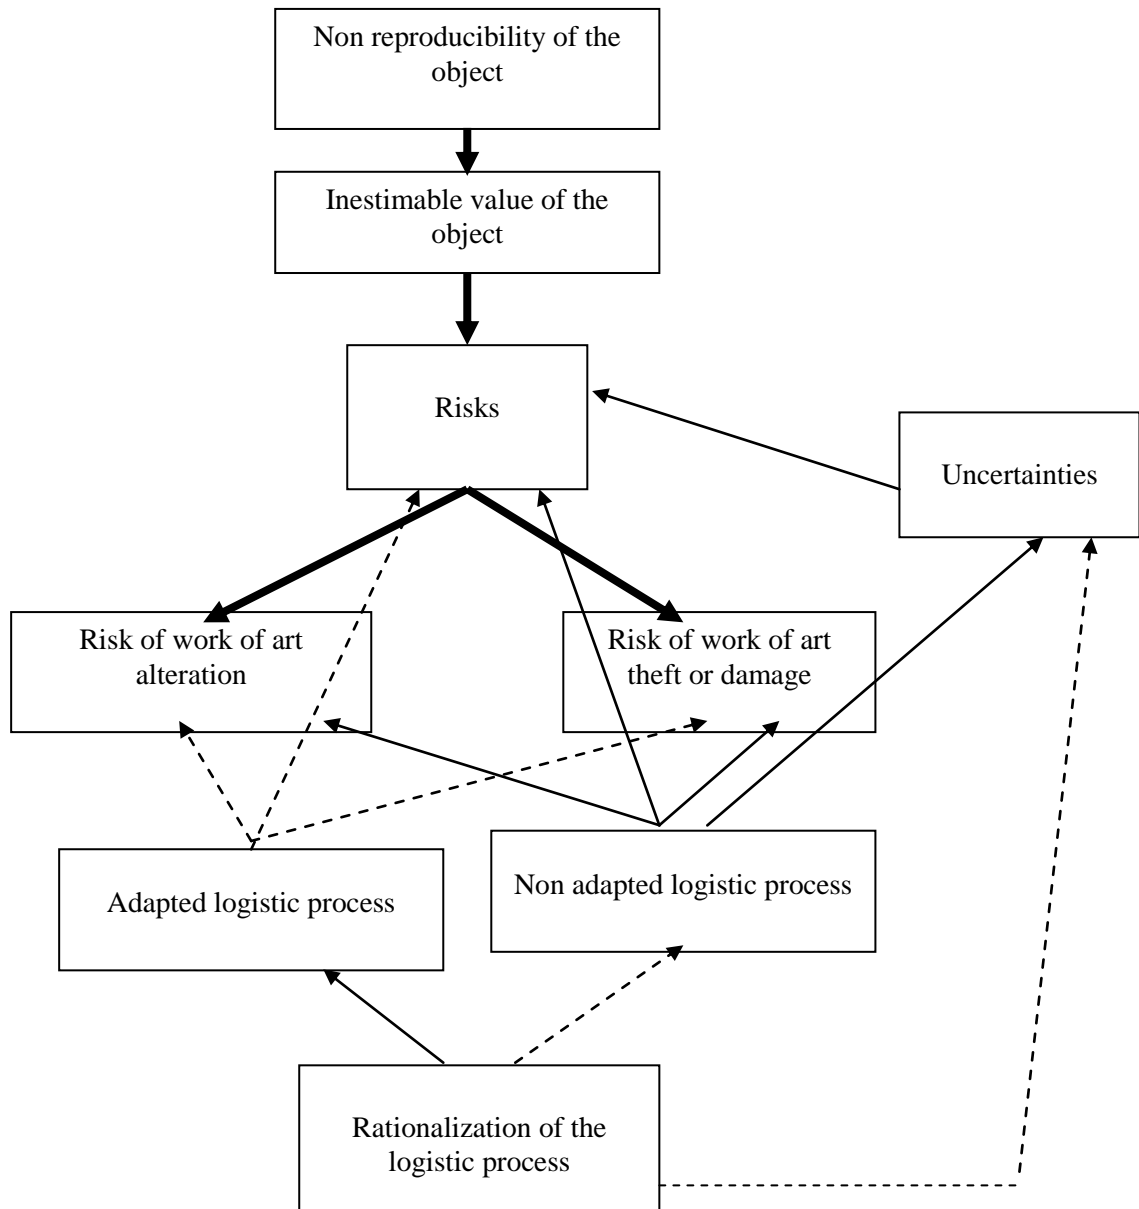 Non reproducibility of the
object
Inestimable value of the
object
Risks
Uncertainties
Risk of work of art
alteration
Risk of work of art
theft or damage
Adapted logistic process
Non adapted logistic process
Rationalization of the
logistic process